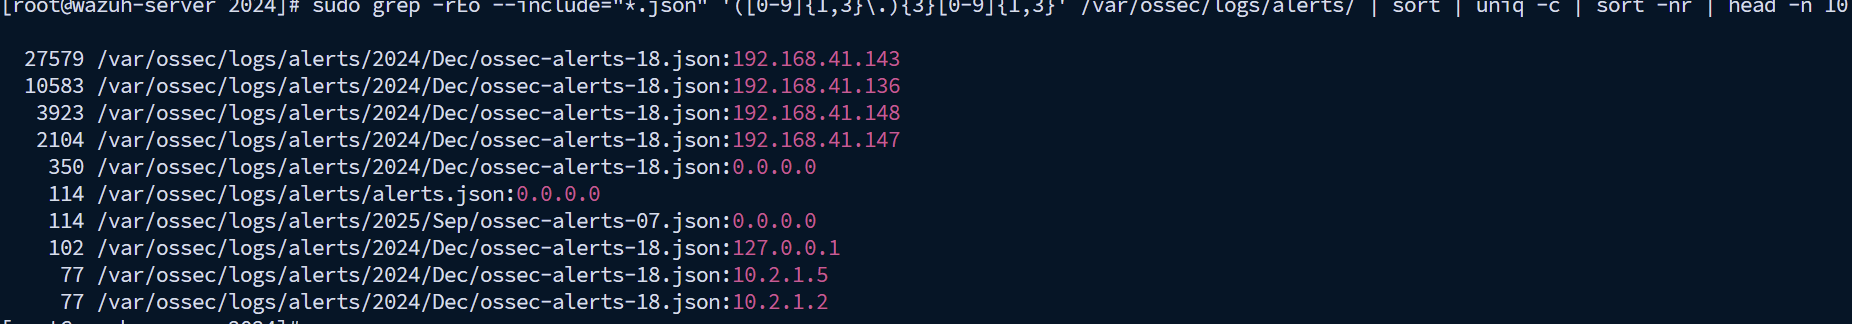 [root@wazuh-server 2024]# sudo grep -rEo --include="*.json" '([0-9]{1,3}\.){3}[0-9]{1,3}' /var/ossec/logs/alerts/ | sort | uniq -c | sort -nr | head -n 10
27579 /var/ossec/logs/alerts/2024/Dec/ossec-alerts-18.json:192.168.41.143
10583 /var/ossec/logs/alerts/2024/Dec/ossec-alerts-18.json:192.168.41.136
3923 /var/ossec/logs/alerts/2024/Dec/ossec-alerts-18.json:192.168.41.148
2104 /var/ossec/logs/alerts/2024/Dec/ossec-alerts-18.json:192.168.41.147
350 /var/ossec/logs/alerts/2024/Dec/ossec-alerts-18.json:0.0.0.0
114 /var/ossec/logs/alerts/alerts.json:0.0.0.0
114 /var/ossec/logs/alerts/2025/Sep/ossec-alerts-07.json:0.0.0.0
102 /var/ossec/logs/alerts/2024/Dec/ossec-alerts-18.json:127.0.0.1
77 /var/ossec/logs/alerts/2024/Dec/ossec-alerts-18.json:10.2.1.5
77 /var/ossec/logs/alerts/2024/Dec/ossec-alerts-18.json:10.2.1.2